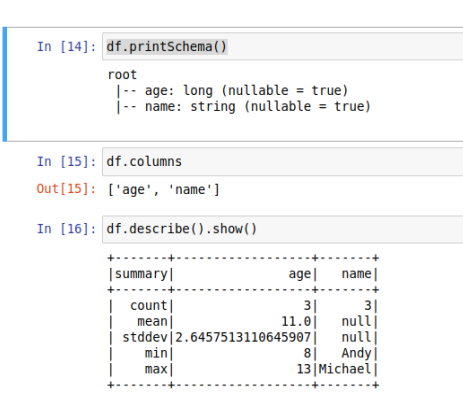 In [14]: df.printSchema()
root
 |-- age: long (nullable = true)
 |-- name: string (nullable = true)
In [15]: df.columns
Out[15]: ['age', 'name']
In [16]: df.describe().show()
+-------+------------------+-------+
|summary|               age|   name|
+-------+------------------+-------+
|  count|                 3|      3|
|   mean|              11.0|   null|
| stddev|2.6457513110645907|   null|
|    min|                 8|   Andy|
|    max|                13|Michael|
+-------+------------------+-------+